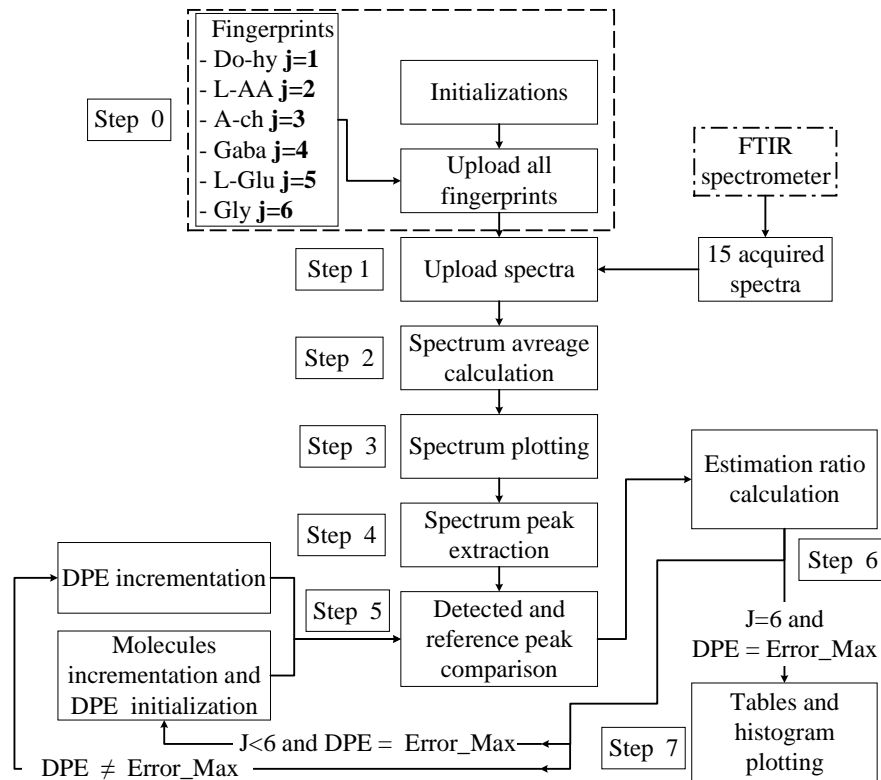 Fingerprints
- Do-hy j=1
- L-AA j=2
- A-ch j=3
- Gaba j=4
- L-Glu j=5
- Gly j=6
Step 0
Initializations
Upload all
fingerprints
FTIR
spectrometer
Step 1
Upload spectra
15 acquired
spectra
Step 2
Spectrum avreage
calculation
Step 3
Spectrum plotting
Estimation ratio
calculation
Step 4
Spectrum peak
extraction
Step 6
DPE incrementation
Step 5
Detected and
reference peak
comparison
Molecules
incrementation and
DPE initialization
J=6 and
DPE = Error_Max
J<6 and DPE = Error_Max
DPE ≠ Error_Max
Step 7
Tables and
histogram
plotting